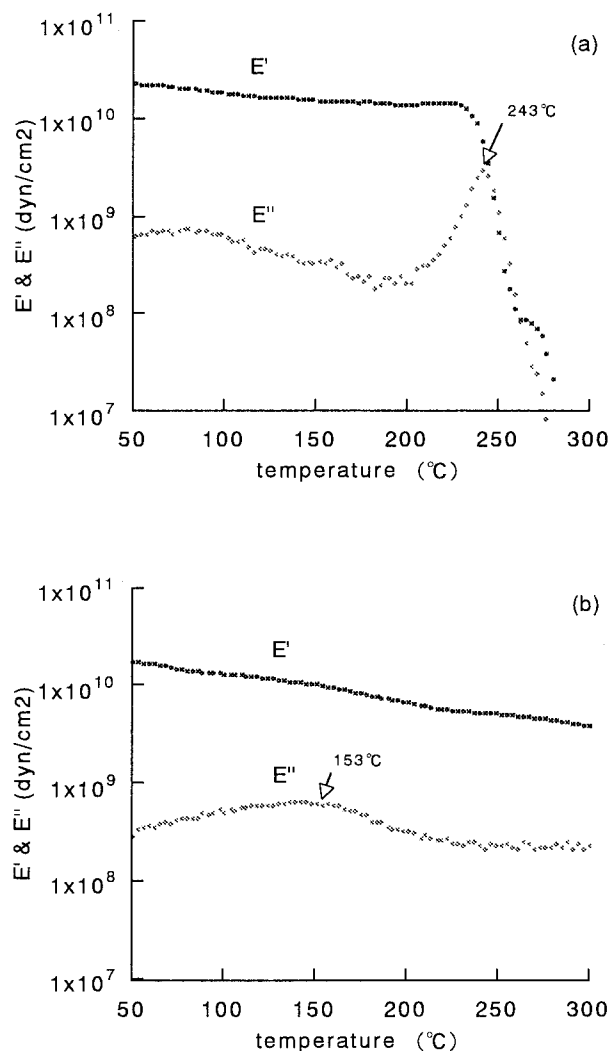 (a)
1x10^11
E'
1x10^10
243℃
E' & E'' (dyn/cm2)
E''
1x10^9
1x10^8
1x10^7
50 100 150 200 250 300
temperature (℃)
(b)
1x10^11
E'
1x10^10
E' & E'' (dyn/cm2)
E''
153℃
1x10^9
1x10^8
1x10^7
50 100 150 200 250 300
temperature (℃)